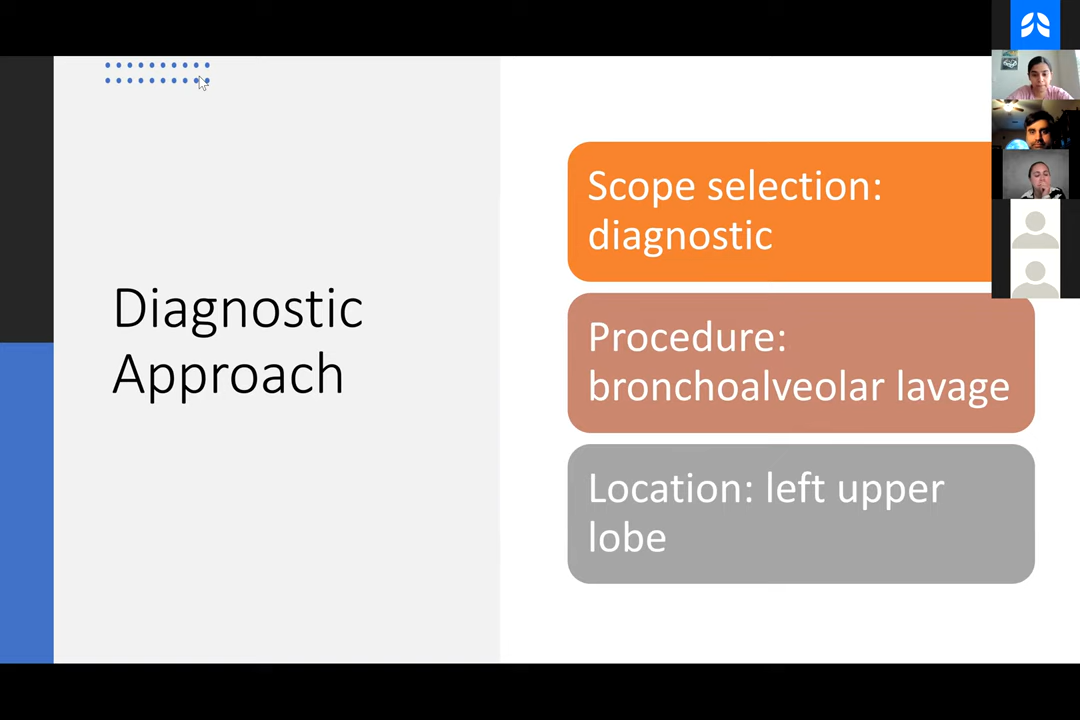 Diagnostic
Approach
Scope selection:
diagnostic
Procedure:
bronchoalveolar lavage
Location: left upper
lobe